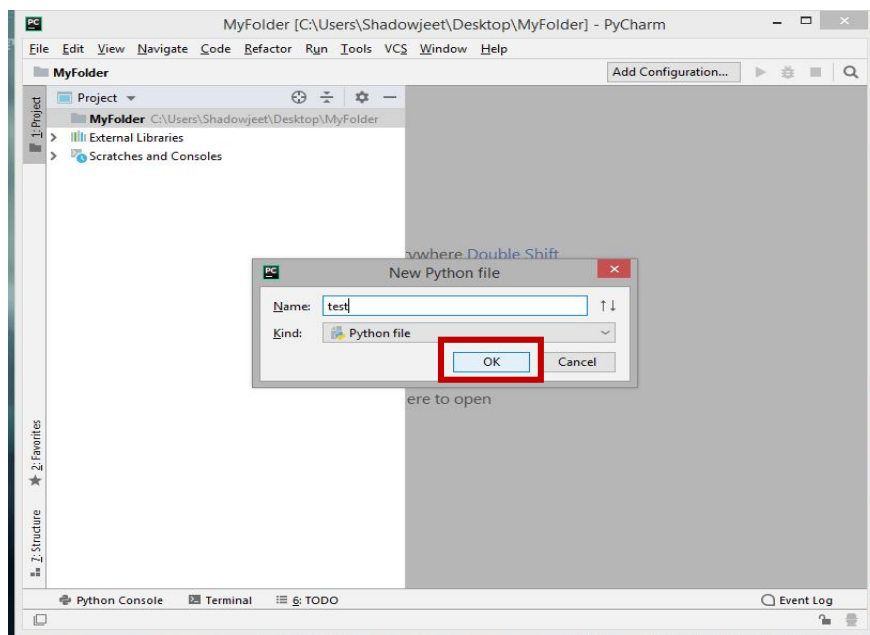 PC MyFolder [C:\Users\Shadowjeet\Desktop\MyFolder] - PyCharm
File Edit View Navigate Code Refactor Run Tools VCS Window Help
MyFolder Add Configuration...
1: Project Project
MyFolder C:\Users\Shadowjeet\Desktop\MyFolder
External Libraries
Scratches and Consoles
Double Shift
PC New Python file
Name: test
Kind: Python file
OK Cancel
ere to open
2: Favorites
7: Structure
Python Console Terminal 6: TODO Event Log